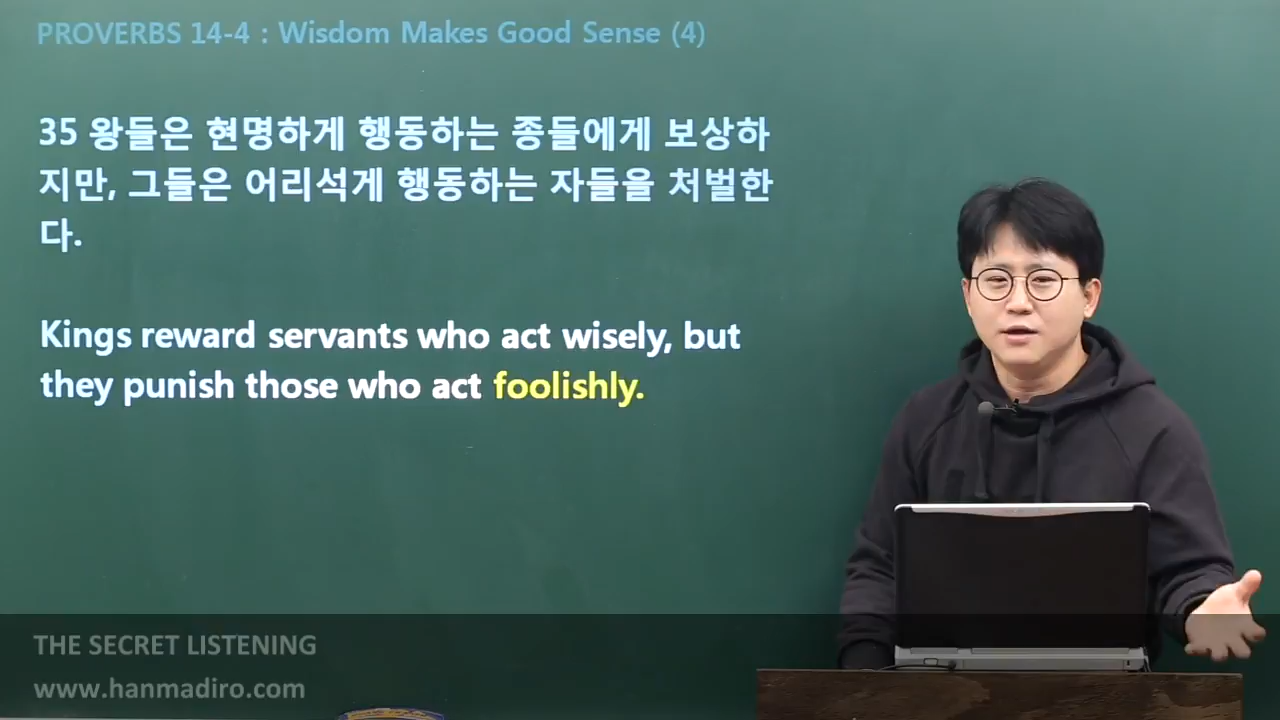 PROVERBS 14-4 : Wisdom Makes Good Sense (4)
35 왕들은 현명하게 행동하는 종들에게 보상하
지만, 그들은 어리석게 행동하는 자들을 처벌한
다.
Kings reward servants who act wisely, but
they punish those who act foolishly.
THE SECRET LISTENING
www.hanmadiro.com